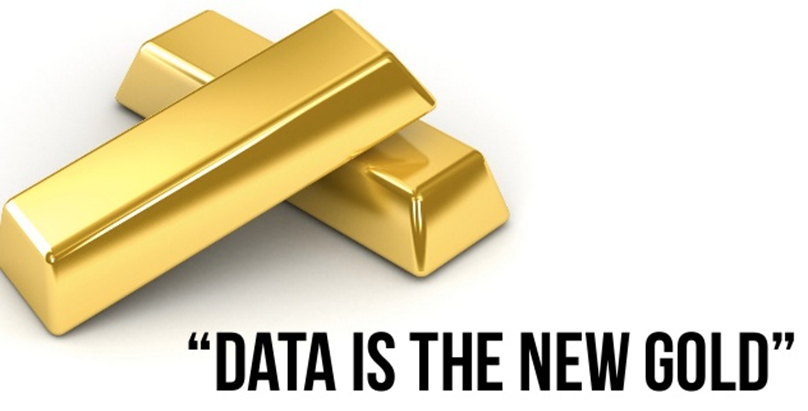 “DATA IS THE NEW GOLD”